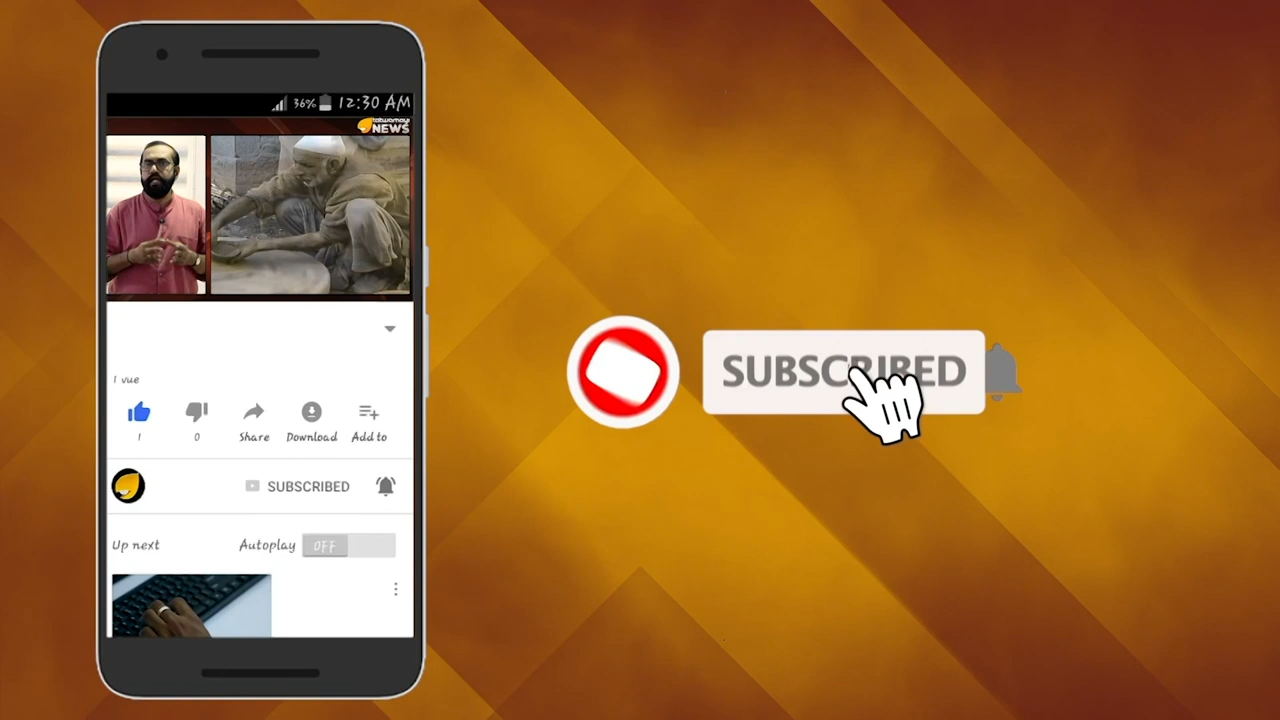 36% 12:30 AM
tatwamayi
NEWS
1 vue
1 0 Share Download Add to
SUBSCRIBED
Up next Autoplay OFF
SUBSCRIBED